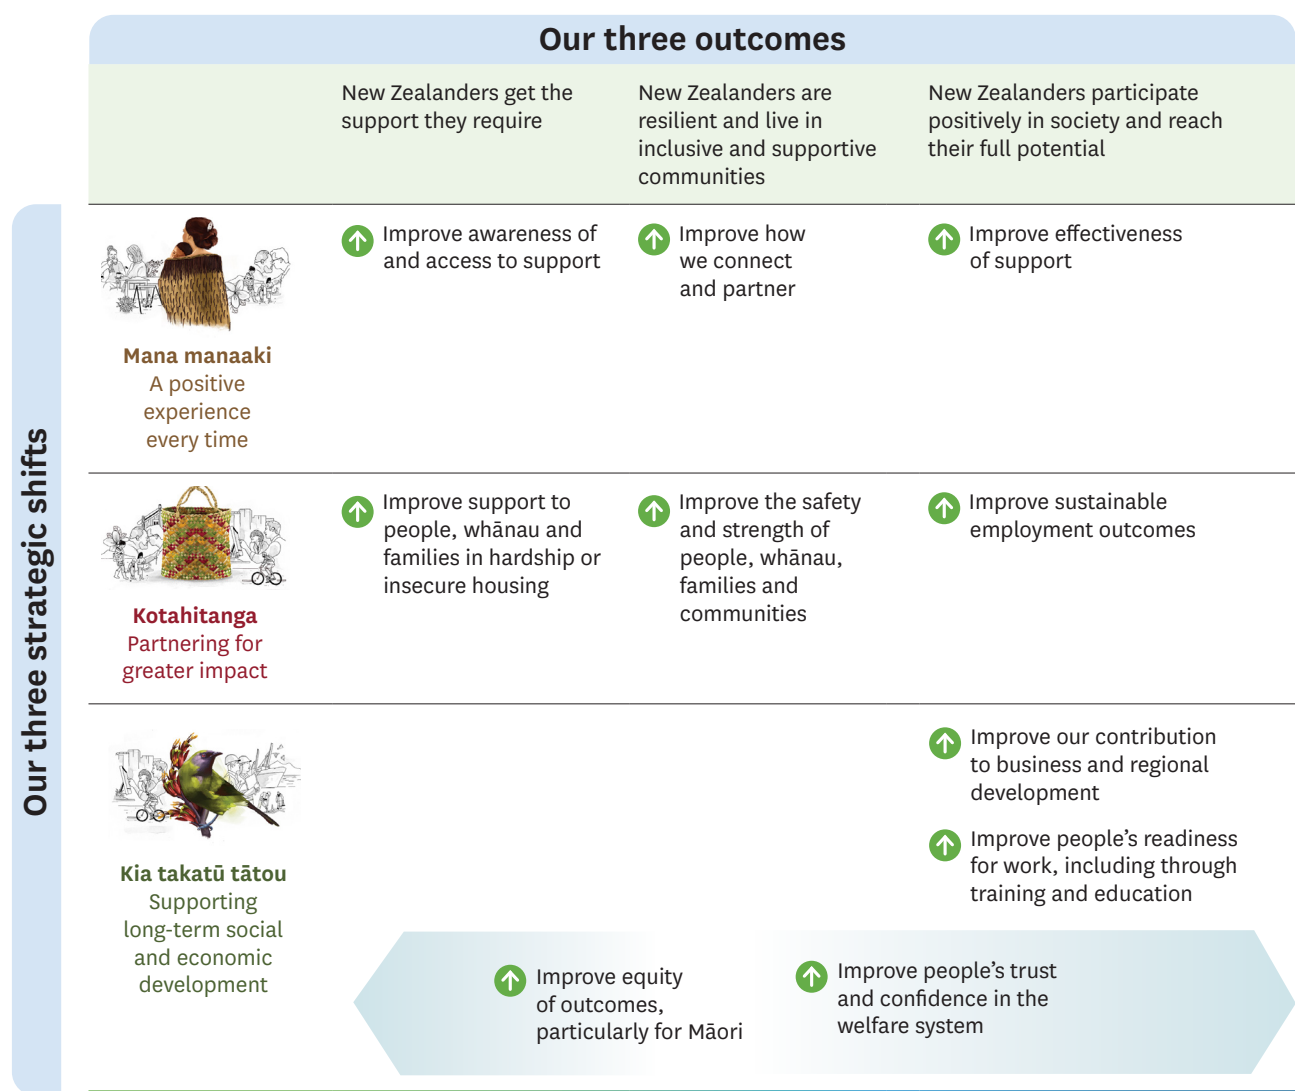 Our three outcomes
New Zealanders get the
support they require
New Zealanders are
resilient and live in
inclusive and supportive
communities
New Zealanders participate
positively in society and reach
their full potential
Our three strategic shifts
Mana manaaki
A positive
experience
every time
Improve awareness of
and access to support
Improve how
we connect
and partner
Improve effectiveness
of support
Kotahitanga
Partnering for
greater impact
Improve support to
people, whānau and
families in hardship or
insecure housing
Improve the safety
and strength of
people, whānau,
families and
communities
Improve sustainable
employment outcomes
Kia takatū tātou
Supporting
long-term social
and economic
development
Improve our contribution
to business and regional
development
Improve people’s readiness
for work, including through
training and education
Improve equity
of outcomes,
particularly for Māori
Improve people’s trust
and confidence in the
welfare system